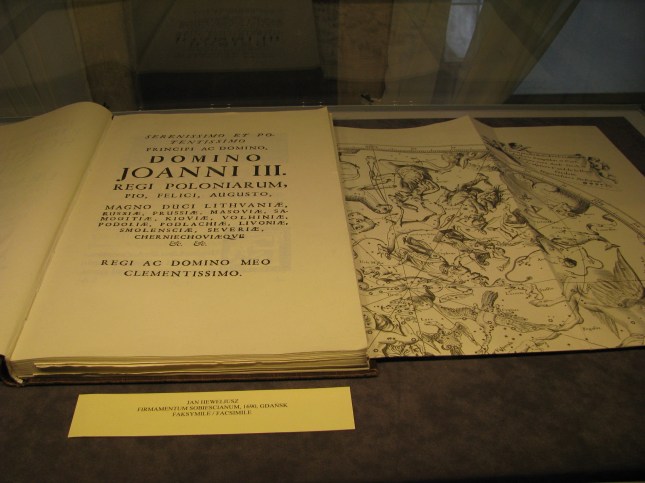 SERENISSIMO ET PO-
TENTISSIMO
PRINCIPI AC DOMINO,
DOMINO
JOANNI III.
REGI POLONIARUM,
PIO, FELICI, AUGUSTO,
MAGNO DUCI LITHVANIÆ,
RUSSIÆ, PRUSSIÆ, MASOVIÆ, SA-
MOGITIÆ, KIOVIÆ, VOLHINIÆ,
PODOLIÆ, PODLACHIÆ, LIVONIÆ,
SMOLENSCIÆ, SEVERIÆ,
CZERNIECHOVIÆQVE
&c. &c.
REGI AC DOMINO MEO
CLEMENTISSIMO.
JAN HEWELIUSZ
FIRMAMENTUM SOBIESCIANUM, 1690, GDAŃSK
FAKSYMILE / FACSIMILE